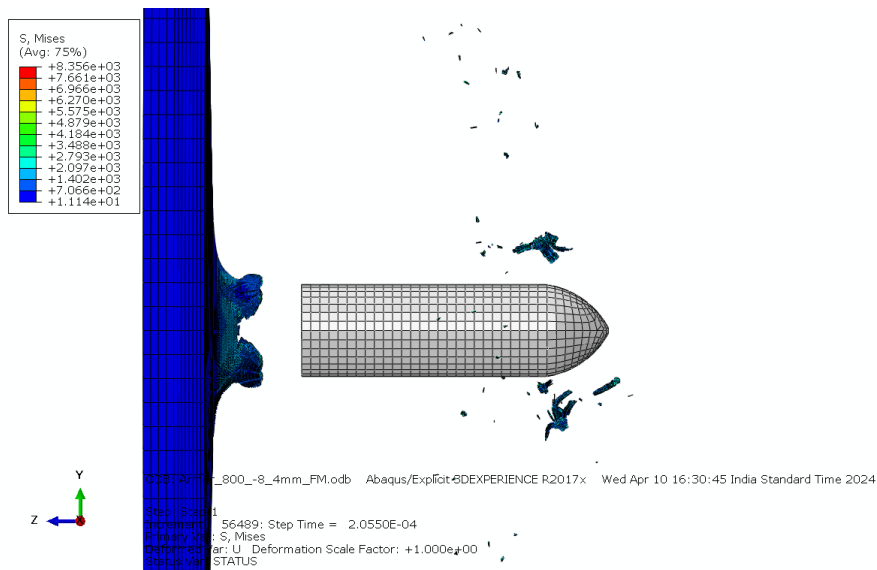 S, Mises
(Avg: 75%)
+8.356e+03
+7.661e+03
+6.966e+03
+6.270e+03
+5.575e+03
+4.879e+03
+4.184e+03
+3.488e+03
+2.793e+03
+2.097e+03
+1.402e+03
+7.066e+02
+1.114e+01
_800_-8_4mm_FM.odb Abaqus/Explicit 3DEXPERIENCE R2017x Wed Apr 10 16:30:45 India Standard Time 2024
Y
Z
56489: Step Time = 2.0550E-04
S, Mises
U Deformation Scale Factor: +1.000e+00
STATUS